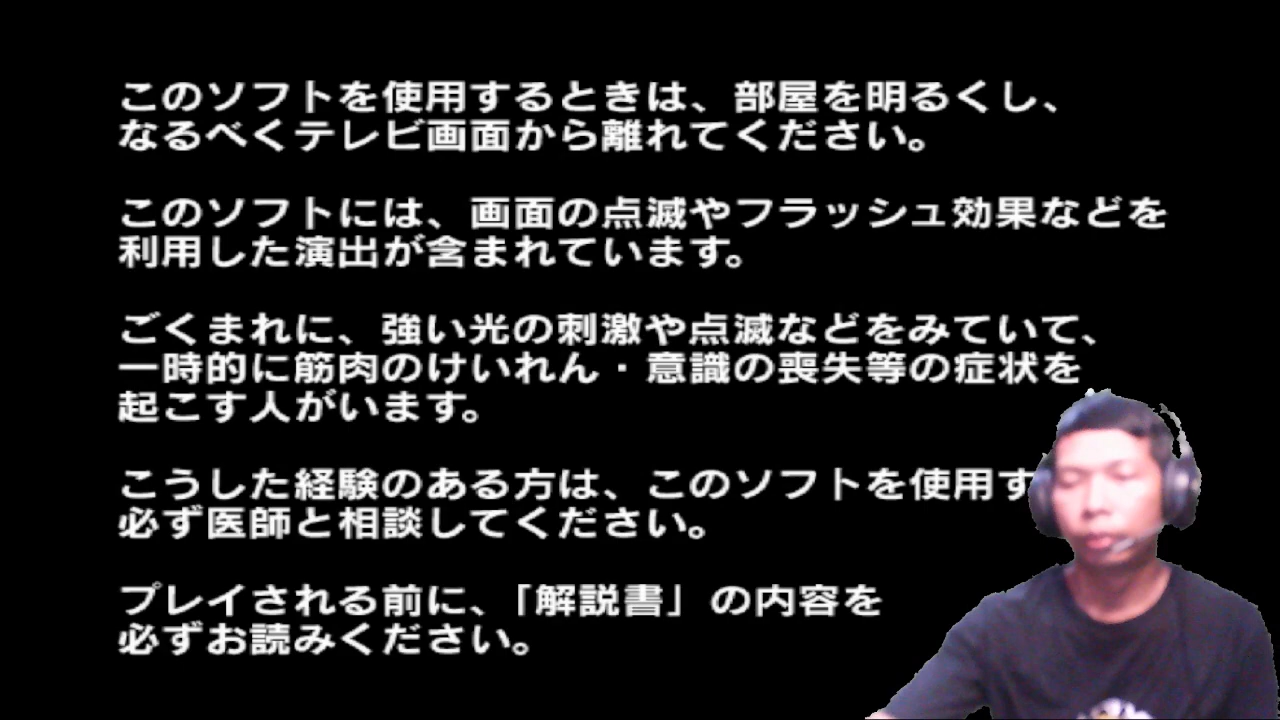 このソフトを使用するときは、部屋を明るくし、
なるべくテレビ画面から離れてください。
このソフトには、画面の点滅やフラッシュ効果などを
利用した演出が含まれています。
ごくまれに、強い光の刺激や点滅などをみていて、
一時的に筋肉のけいれん・意識の喪失等の症状を
起こす人がいます。
こうした経験のある方は、このソフトを使用す
必ず医師と相談してください。
プレイされる前に、「解説書」の内容を
必ずお読みください。